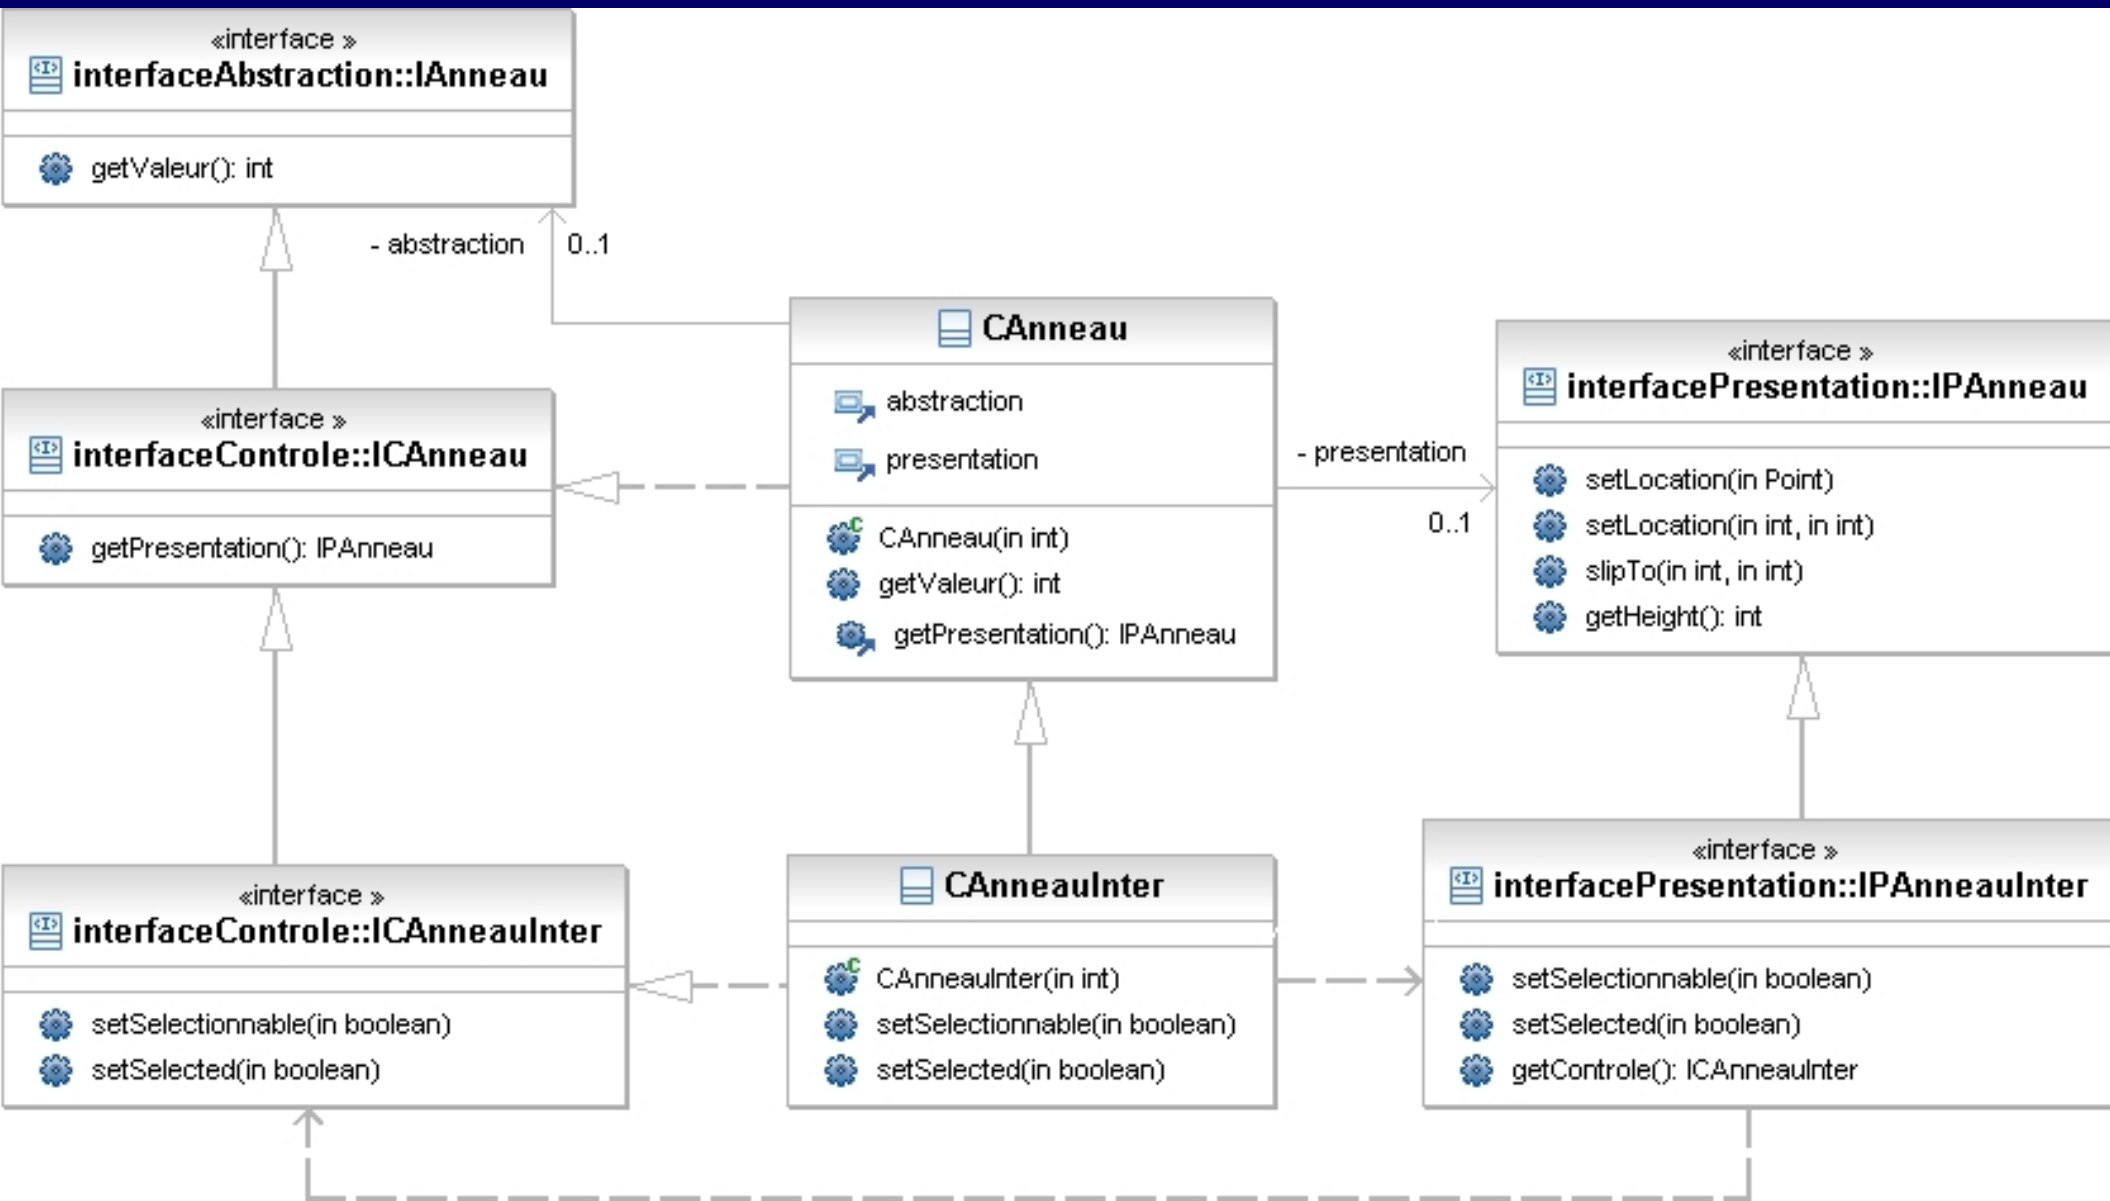 «interface »
interfaceAbstraction::IAnneau
getValeur(): int
- abstraction
0..1
CAnneau
abstraction
presentation
CAnneau(in int)
getValeur(): int
getPresentation(): IPAnneau
«interface »
interfacePresentation::IPAnneau
setLocation(in Point)
setLocation(in int, in int)
slipTo(in int, in int)
getHeight(): int
- presentation
0..1
«interface »
interfaceControle::ICAnneau
getPresentation(): IPAnneau
«interface »
interfaceControle::ICAnneauInter
setSelectionnable(in boolean)
setSelected(in boolean)
CAnneauInter
CAnneauInter(in int)
setSelectionnable(in boolean)
setSelected(in boolean)
«interface »
interfacePresentation::IPAnneauInter
setSelectionnable(in boolean)
setSelected(in boolean)
getControle(): ICAnneauInter